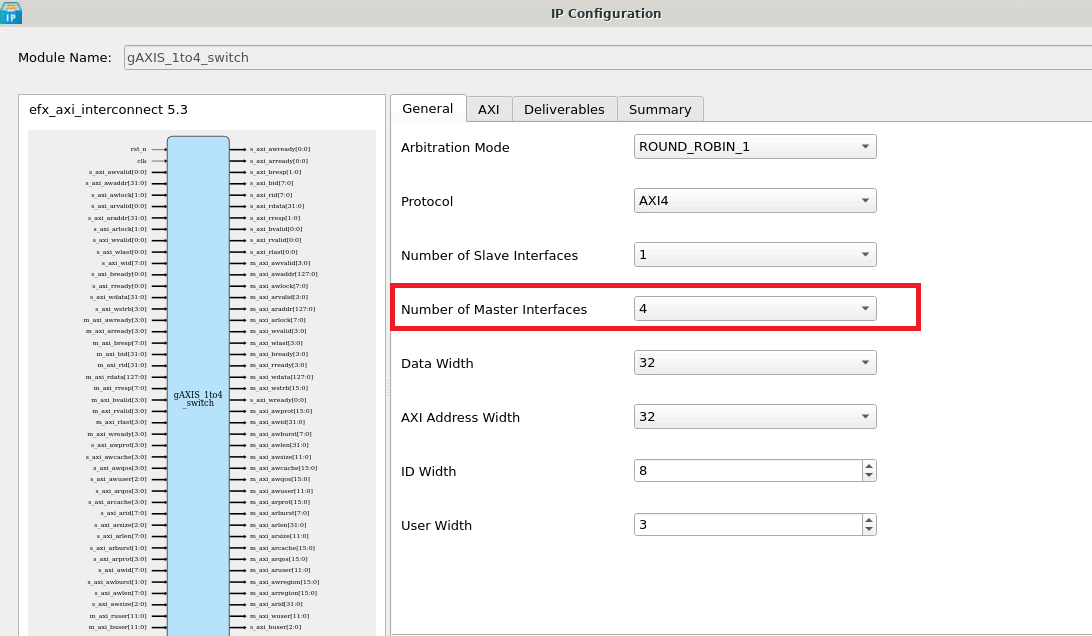 IP
IP Configuration
Module Name: gAXIS_1to4_switch
efx_axi_interconnect 5.3
General AXI Deliverables Summary
Arbitration Mode ROUND_ROBIN_1
Protocol AXI4
Number of Slave Interfaces 1
Number of Master Interfaces 4
Data Width 32
AXI Address Width 32
ID Width 8
User Width 3
gAXIS_1to4
_switch
rst_n s_axi_awready[0:0]
clk s_axi_arready[0:0]
s_axi_awvalid[0:0] s_axi_bresp[1:0]
s_axi_awaddr[31:0] s_axi_bid[7:0]
s_axi_awlock[1:0] s_axi_rid[7:0]
s_axi_arvalid[0:0] s_axi_rdata[31:0]
s_axi_araddr[31:0] s_axi_rresp[1:0]
s_axi_arlock[1:0] s_axi_bvalid[0:0]
s_axi_wvalid[0:0] s_axi_rvalid[0:0]
s_axi_wlast[0:0] s_axi_rlast[0:0]
s_axi_wid[7:0] m_axi_awvalid[3:0]
s_axi_bready[0:0] m_axi_awaddr[127:0]
s_axi_rready[0:0] m_axi_awlock[7:0]
s_axi_wdata[31:0] m_axi_arvalid[3:0]
s_axi_wstrb[3:0] m_axi_araddr[127:0]
m_axi_awready[3:0] m_axi_arlock[7:0]
m_axi_arready[3:0] m_axi_wvalid[3:0]
m_axi_bresp[7:0] m_axi_wlast[3:0]
m_axi_bid[31:0] m_axi_bready[3:0]
m_axi_rid[31:0] m_axi_rready[3:0]
m_axi_rdata[127:0] m_axi_wdata[127:0]
m_axi_rresp[7:0] m_axi_wstrb[15:0]
m_axi_bvalid[3:0] s_axi_wready[0:0]
m_axi_rvalid[3:0] m_axi_awprot[15:0]
m_axi_rlast[3:0] m_axi_awid[31:0]
m_axi_wready[3:0] m_axi_awburst[7:0]
s_axi_awprot[3:0] m_axi_awlen[31:0]
s_axi_awcache[3:0] m_axi_awsize[11:0]
s_axi_awqos[3:0] m_axi_awcache[15:0]
s_axi_awuser[2:0] m_axi_awqos[15:0]
s_axi_arqos[3:0] m_axi_awuser[11:0]
s_axi_arcache[3:0] m_axi_arprot[15:0]
s_axi_arid[7:0] m_axi_arburst[7:0]
s_axi_arsize[2:0] m_axi_arlen[31:0]
s_axi_arlen[7:0] m_axi_arsize[11:0]
s_axi_arburst[1:0] m_axi_arcache[15:0]
s_axi_arprot[3:0] m_axi_arqos[15:0]
s_axi_awid[7:0] m_axi_aruser[11:0]
s_axi_awburst[1:0] m_axi_awregion[15:0]
s_axi_awlen[7:0] m_axi_arregion[15:0]
s_axi_awsize[2:0] m_axi_arid[31:0]
m_axi_ruser[11:0] m_axi_wuser[11:0]
m_axi_buser[11:0] s_axi_buser[2:0]